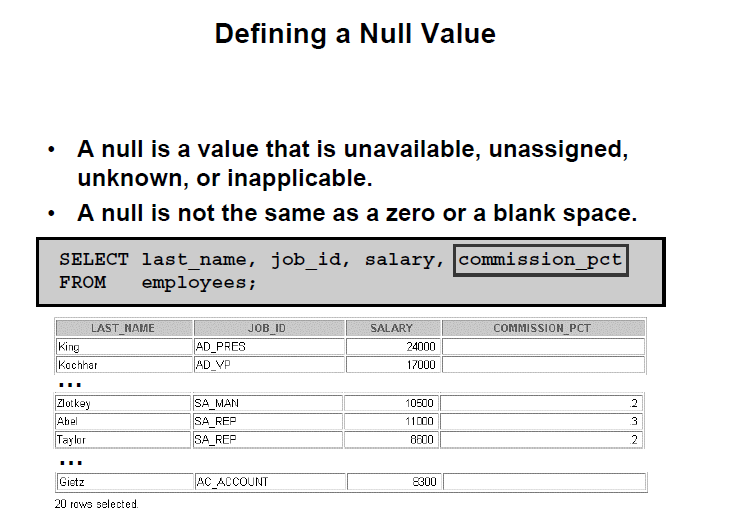 Defining a Null Value
• A null is a value that is unavailable, unassigned,
unknown, or inapplicable.
• A null is not the same as a zero or a blank space.
SELECT last_name, job_id, salary, commission_pct
FROM employees;
LAST_NAME JOB_ID SALARY COMMISSION_PCT
King AD_PRES 24000
Kochhar AD_VP 17000
...
Zlotkey SA_MAN 10500 .2
Abel SA_REP 11000 .3
Taylor SA_REP 8600 .2
...
Gietz AC_ACCOUNT 8300
20 rows selected.